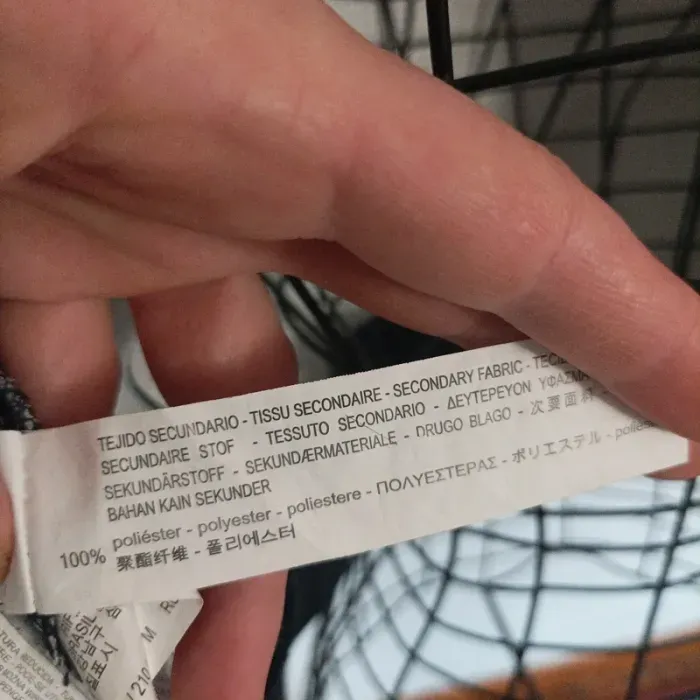 TEJIDO SECUNDARIO - TISSU SECONDAIRE - SECONDARY FABRIC -
SECUNDAIRE STOF - TESSUTO SECONDARIO - ΔΕΥΤΕΡΕΥΟΝ ΥΦΑΣΜΑ
SEKUNDÄRSTOFF - SEKUNDÆRMATERIALE - DRUGO BLAGO - 次要面料 -
BAHAN KAIN SEKUNDER
100% poliéster - polyester - poliestere - ΠΟΛΥΕΣΤΕΡΑΣ - ポリエステル -
聚酯纤维 - 폴리에스터
M